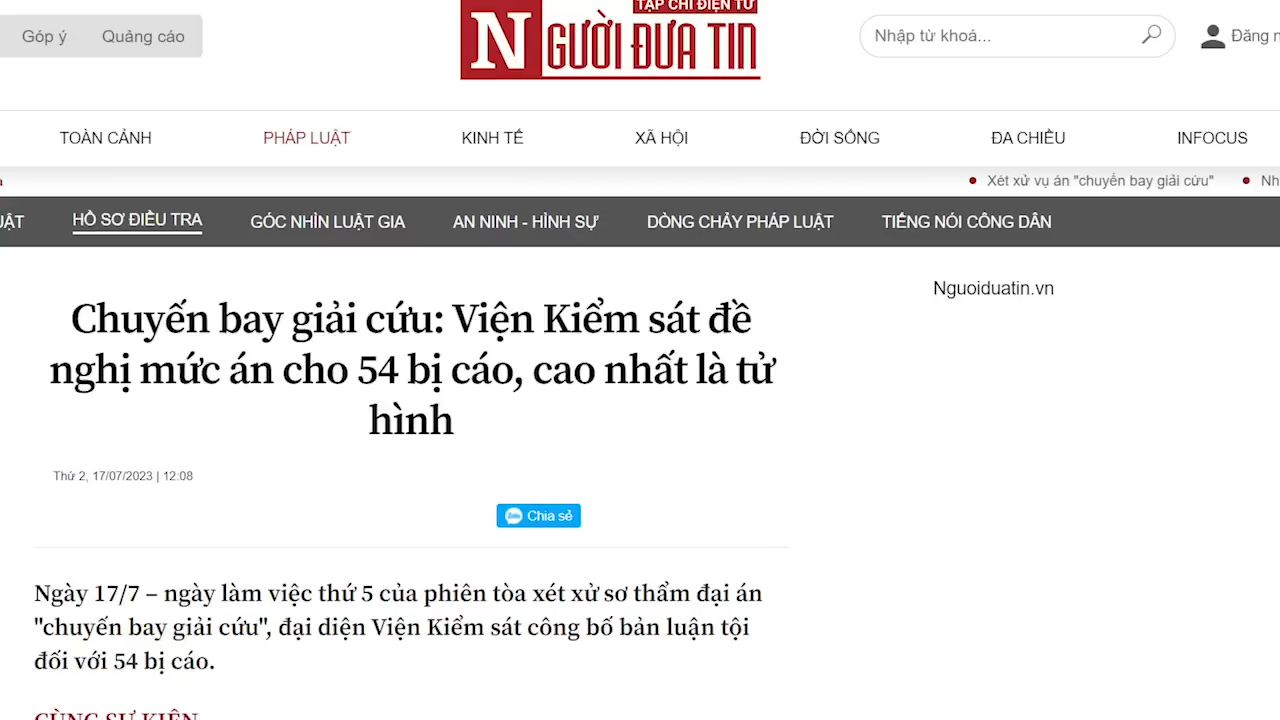 Góp ý
Quảng cáo
TẠP CHÍ ĐIỆN TỬ
NGƯỜI ĐƯA TIN
Nhập từ khoá...
Đăng
TOÀN CẢNH
PHÁP LUẬT
KINH TẾ
XÃ HỘI
ĐỜI SỐNG
ĐA CHIỀU
INFOCUS
Xét xử vụ án "chuyến bay giải cứu"
HỒ SƠ ĐIỀU TRA
GÓC NHÌN LUẬT GIA
AN NINH - HÌNH SỰ
DÒNG CHẢY PHÁP LUẬT
TIẾNG NÓI CÔNG DÂN
Nguoiduatin.vn
Chuyến bay giải cứu: Viện Kiểm sát đề
nghị mức án cho 54 bị cáo, cao nhất là tử
hình
Thứ 2, 17/07/2023 | 12:08
Chia sẻ
Ngày 17/7 – ngày làm việc thứ 5 của phiên tòa xét xử sơ thẩm đại án
"chuyến bay giải cứu", đại diện Viện Kiểm sát công bố bản luận tội
đối với 54 bị cáo.
CÙNG SỰ KIỆN